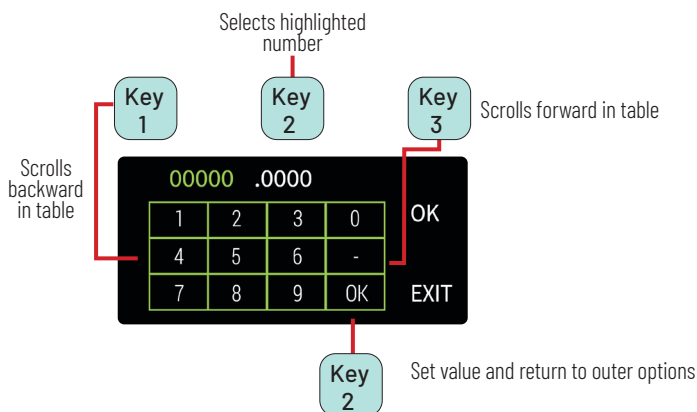 Selects highlighted
number
Key
1
Key
2
Key
3
Scrolls forward in table
Scrolls
backward
in table
00000 .0000
1 2 3 0 OK
4 5 6 -
7 8 9 OK EXIT
Key
2
Set value and return to outer options